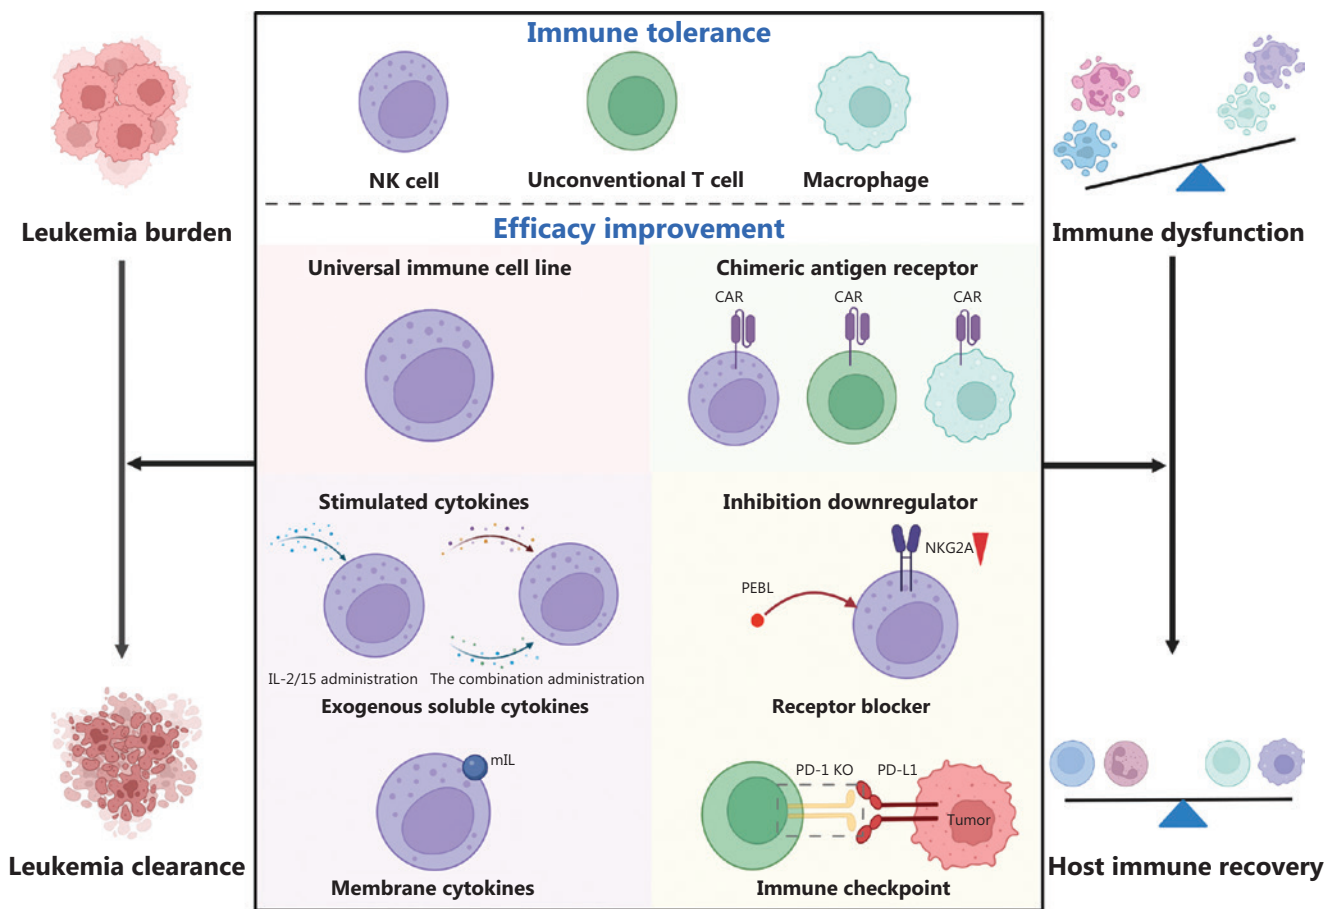 Immune tolerance
NK cell
Unconventional T cell
Macrophage
Leukemia burden
Efficacy improvement
Immune dysfunction
Universal immune cell line
Chimeric antigen receptor
CAR
CAR
CAR
Stimulated cytokines
Inhibition downregulator
NKG2A
PEBL
IL-2/15 administration
The combination administration
Exogenous soluble cytokines
Receptor blocker
mIL
PD-1 KO
PD-L1
Tumor
Leukemia clearance
Host immune recovery
Membrane cytokines
Immune checkpoint